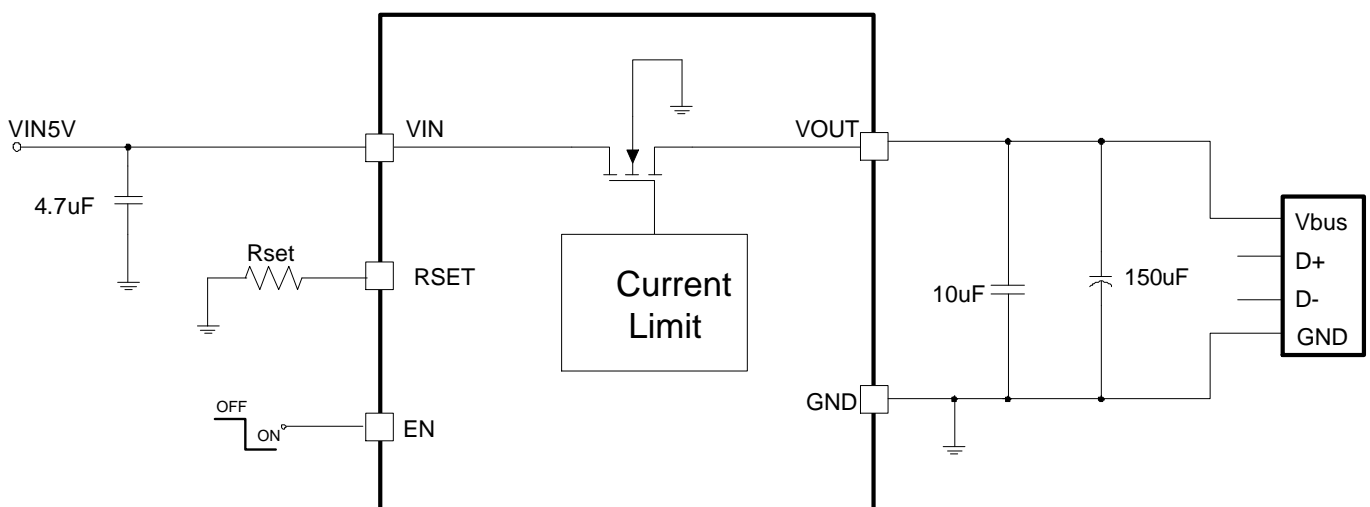 VIN5V
VIN
VOUT
4.7uF
Rset
RSET
Current
Limit
10uF
150uF
Vbus
D+
D-
GND
GND
OFF
ON
EN